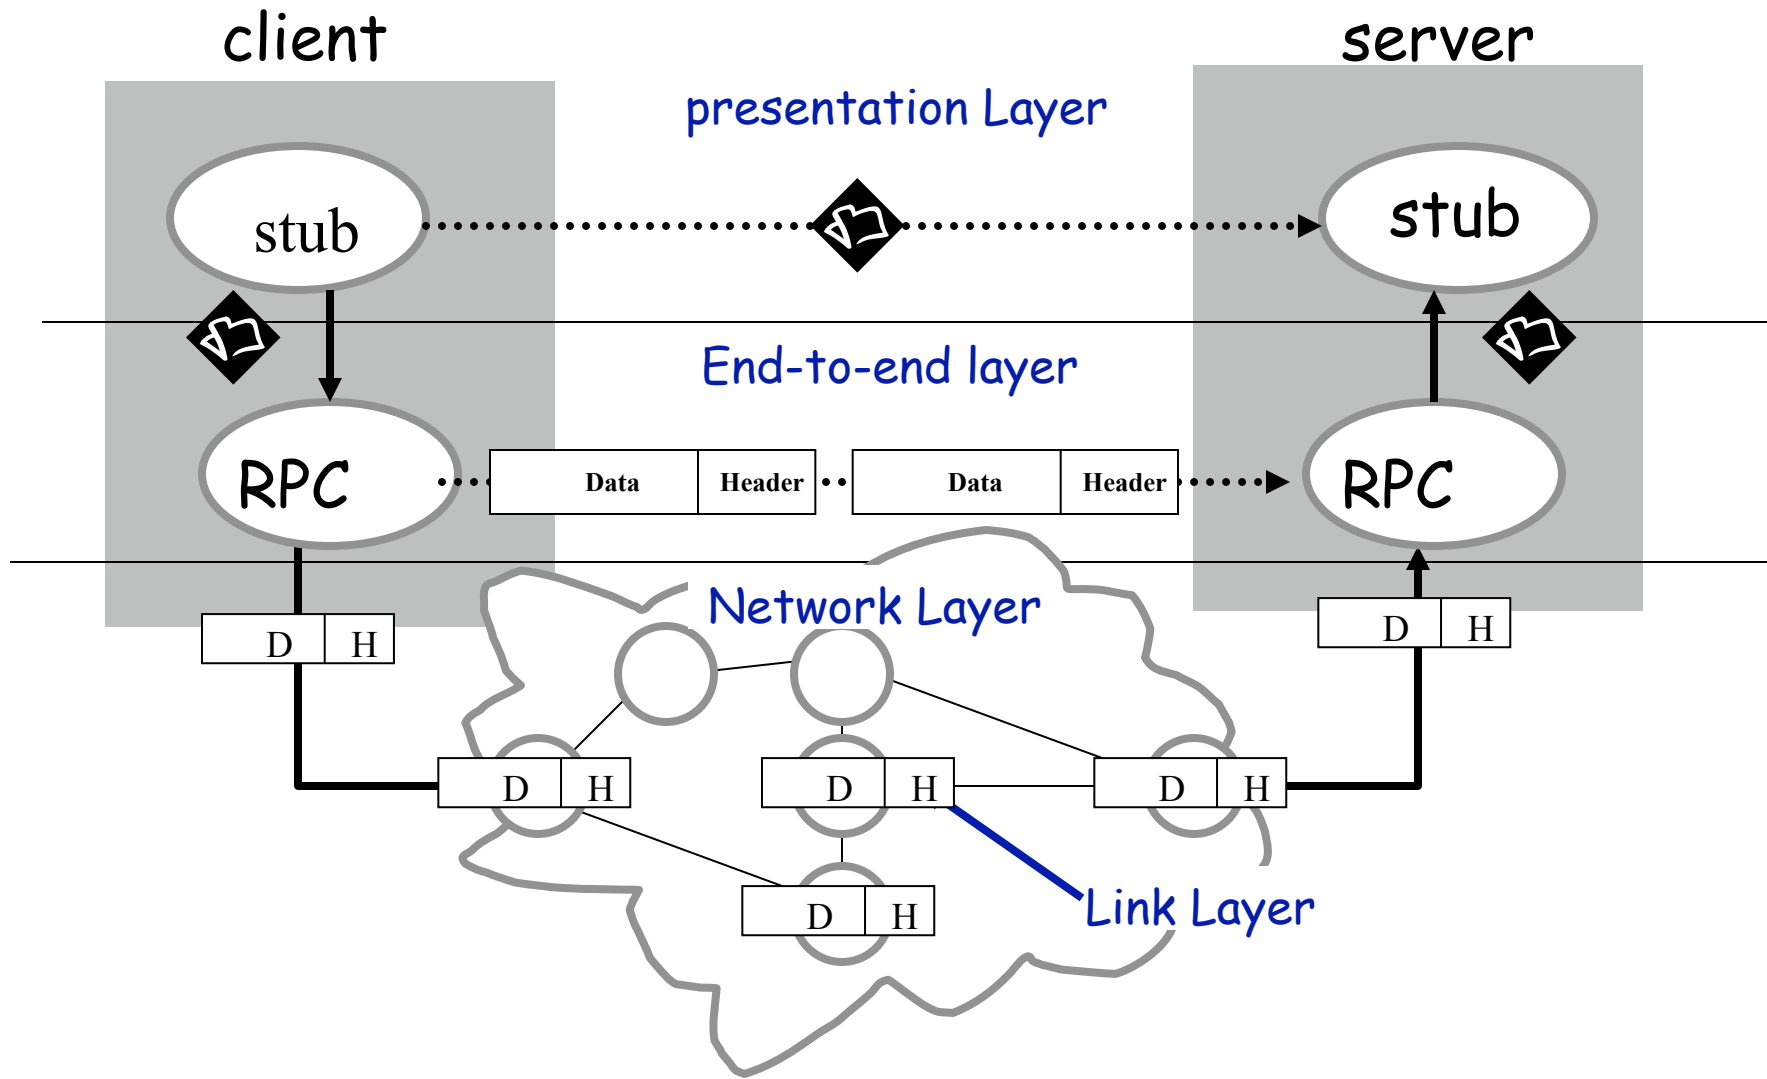 client
server
presentation Layer
stub
stub
End-to-end layer
RPC
Data
Header
Data
Header
RPC
Network Layer
D
H
D
H
D
H
D
H
D
H
D
H
Link Layer